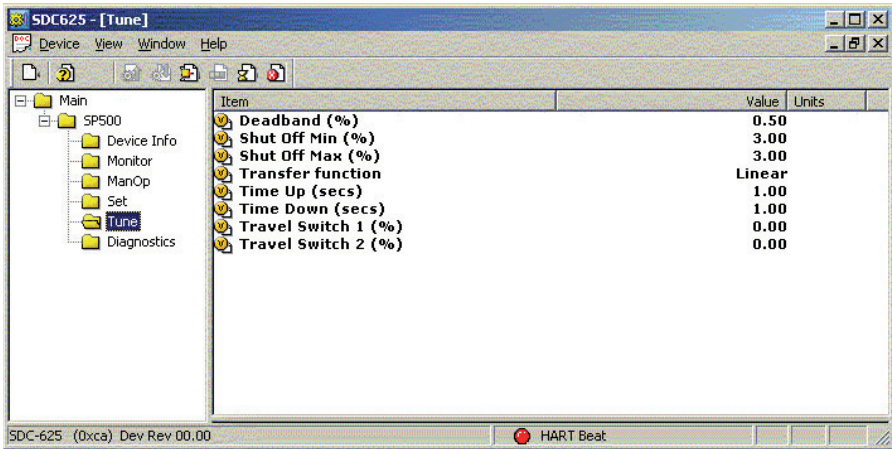 SDC625 - [Tune]
Device View Window Help
Main
SP500
Device Info
Monitor
ManOp
Set
Tune
Diagnostics
Item Value Units
Deadband (%) 0.50
Shut Off Min (%) 3.00
Shut Off Max (%) 3.00
Transfer function Linear
Time Up (secs) 1.00
Time Down (secs) 1.00
Travel Switch 1 (%) 0.00
Travel Switch 2 (%) 0.00
SDC-625 (0xca) Dev Rev 00.00 HART Beat